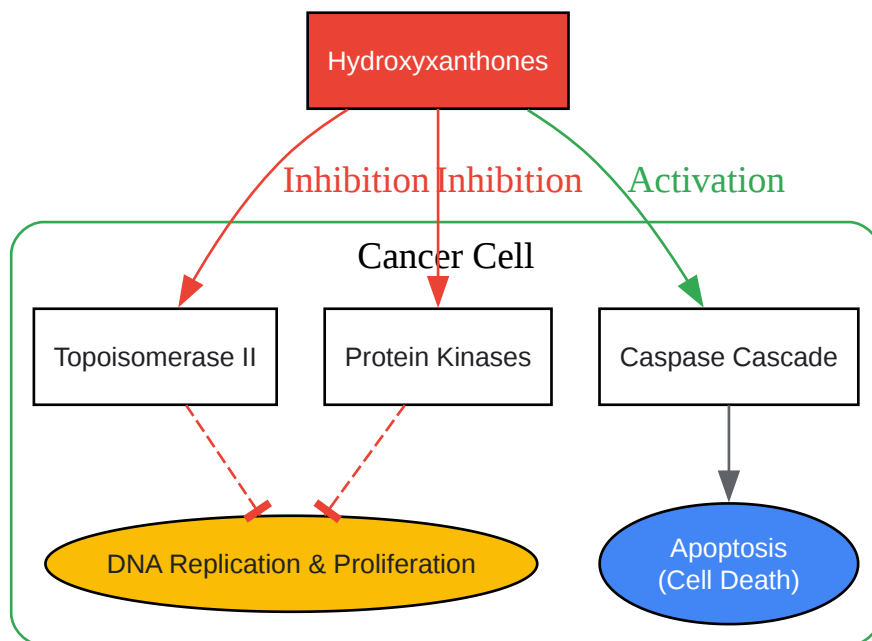 Hydroxyxanthones
Inhibition Inhibition Activation
Cancer Cell
Topoisomerase II Protein Kinases Caspase Cascade
DNA Replication & Proliferation
Apoptosis
(Cell Death)